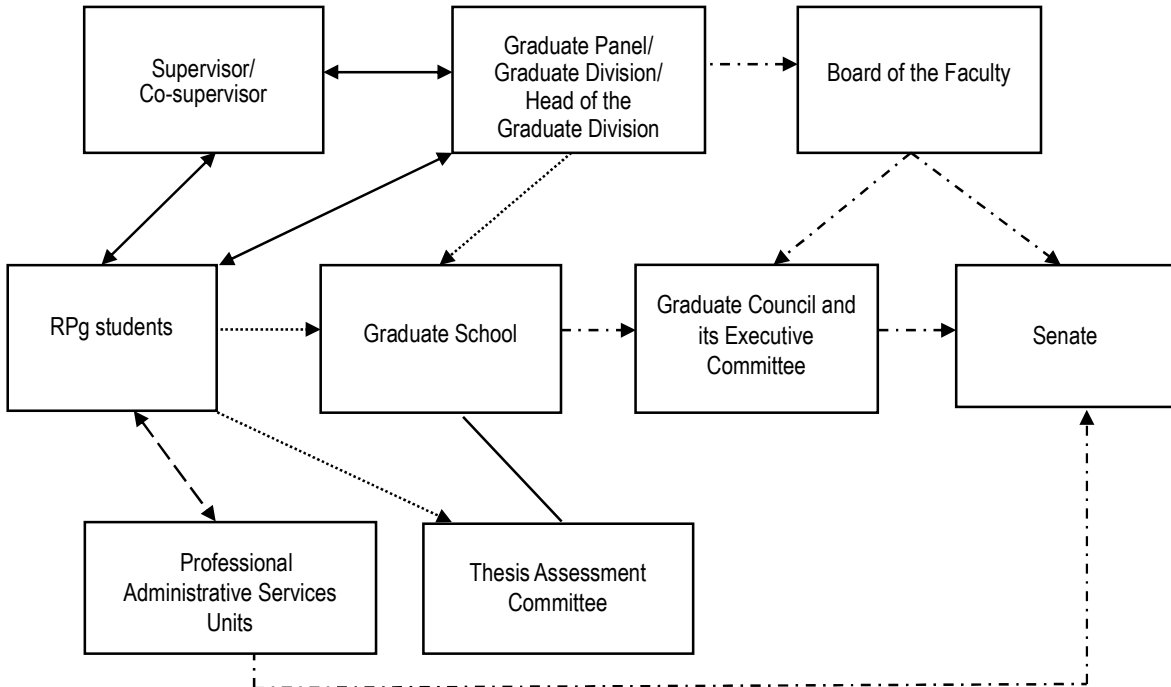 Supervisor/
Co-supervisor
Graduate Panel/
Graduate Division/
Head of the
Graduate Division
Board of the Faculty
RPg students
Graduate School
Graduate Council and
its Executive
Committee
Senate
Professional
Administrative Services
Units
Thesis Assessment
Committee